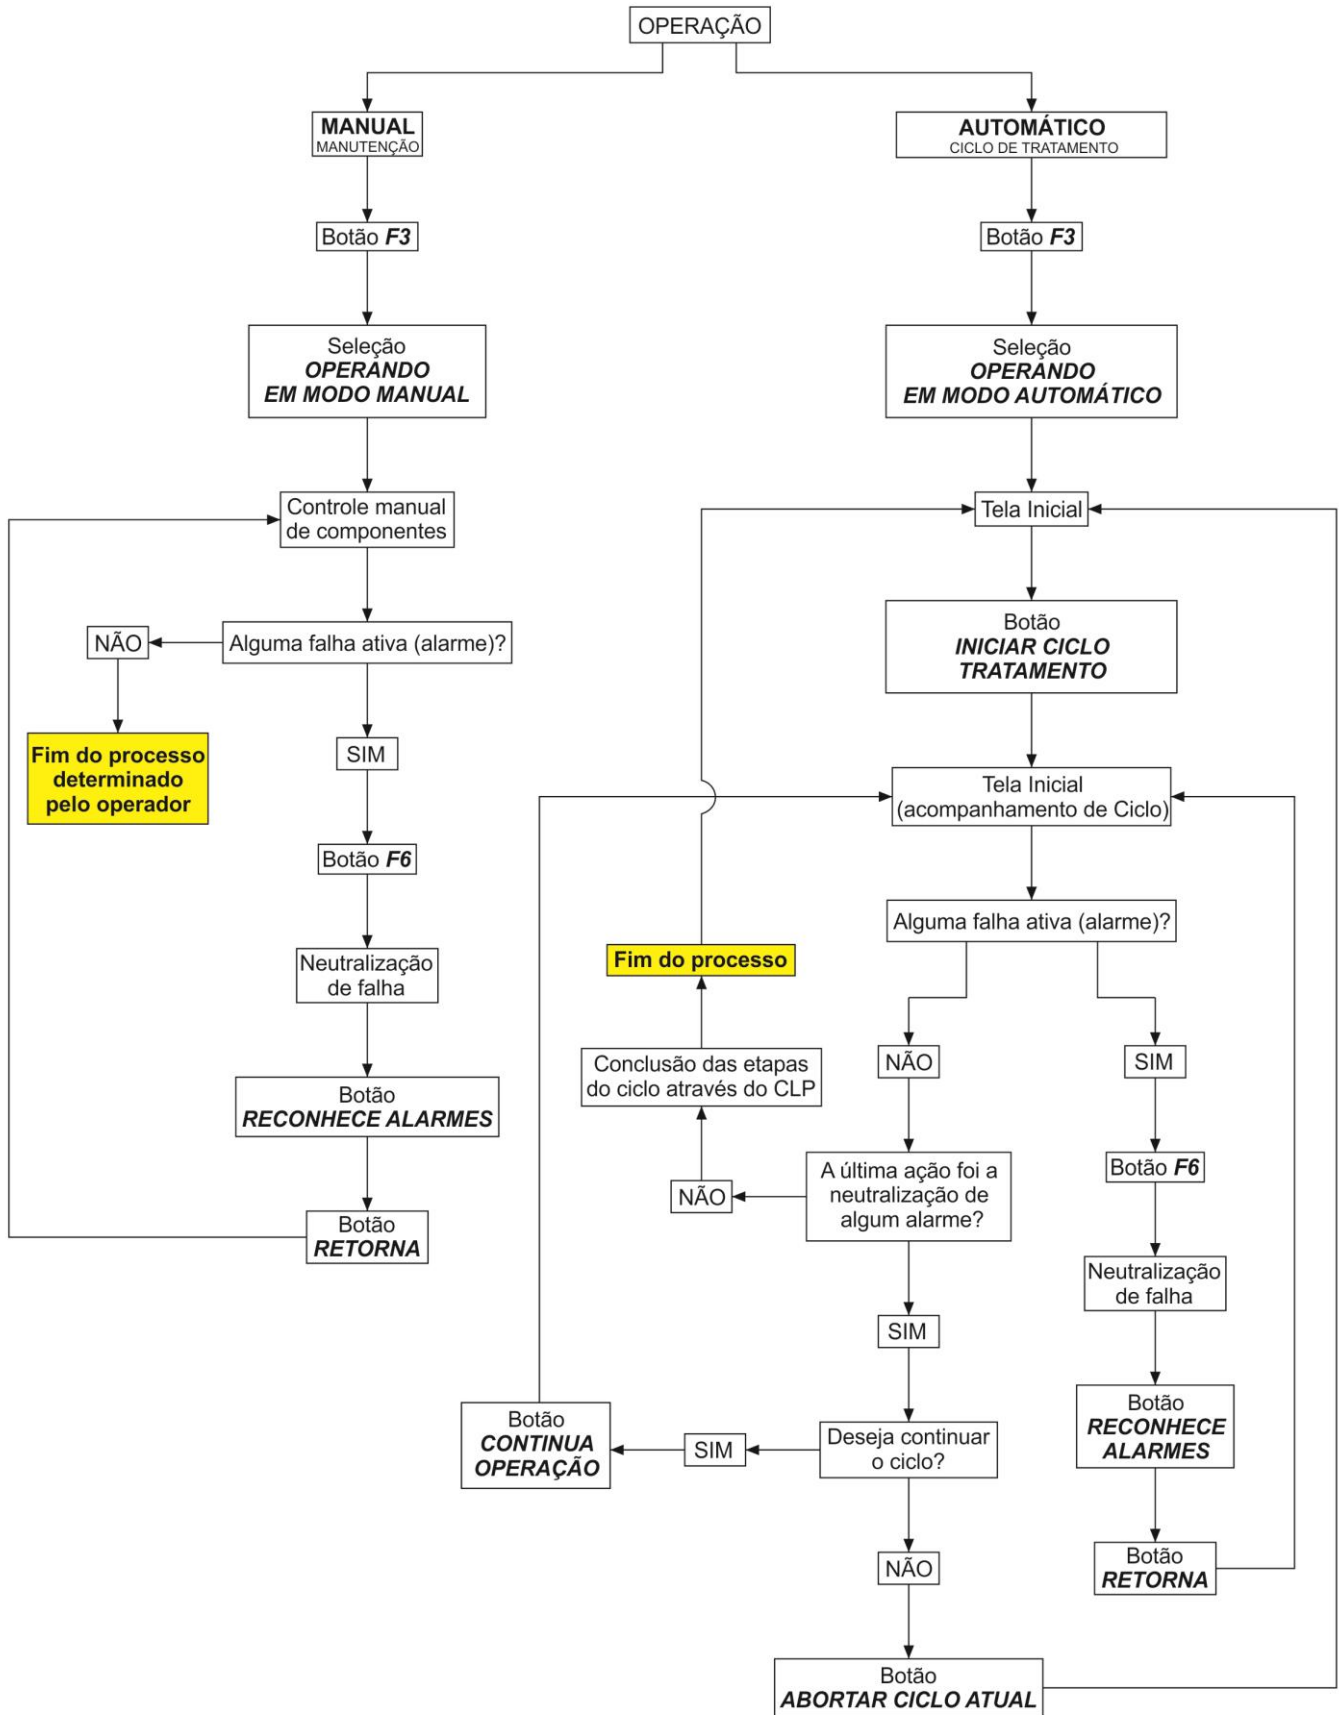 OPERAÇÃO
MANUAL
MANUTENÇÃO
Botão F3
Seleção
OPERANDO
EM MODO MANUAL
Controle manual
de componentes
Alguma falha ativa (alarme)?
NÃO
Fim do processo
determinado
pelo operador
SIM
Botão F6
Neutralização
de falha
Botão
RECONHECE ALARMES
Botão
RETORNA
AUTOMÁTICO
CICLO DE TRATAMENTO
Botão F3
Seleção
OPERANDO
EM MODO AUTOMÁTICO
Tela Inicial
Botão
INICIAR CICLO
TRATAMENTO
Tela Inicial
(acompanhamento de Ciclo)
Alguma falha ativa (alarme)?
NÃO
A última ação foi a
neutralização de
algum alarme?
NÃO
Conclusão das etapas
do ciclo através do CLP
Fim do processo
SIM
Deseja continuar
o ciclo?
SIM
Botão
CONTINUA
OPERAÇÃO
NÃO
Botão
ABORTAR CICLO ATUAL
SIM
Botão F6
Neutralização
de falha
Botão
RECONHECE
ALARMES
Botão
RETORNA